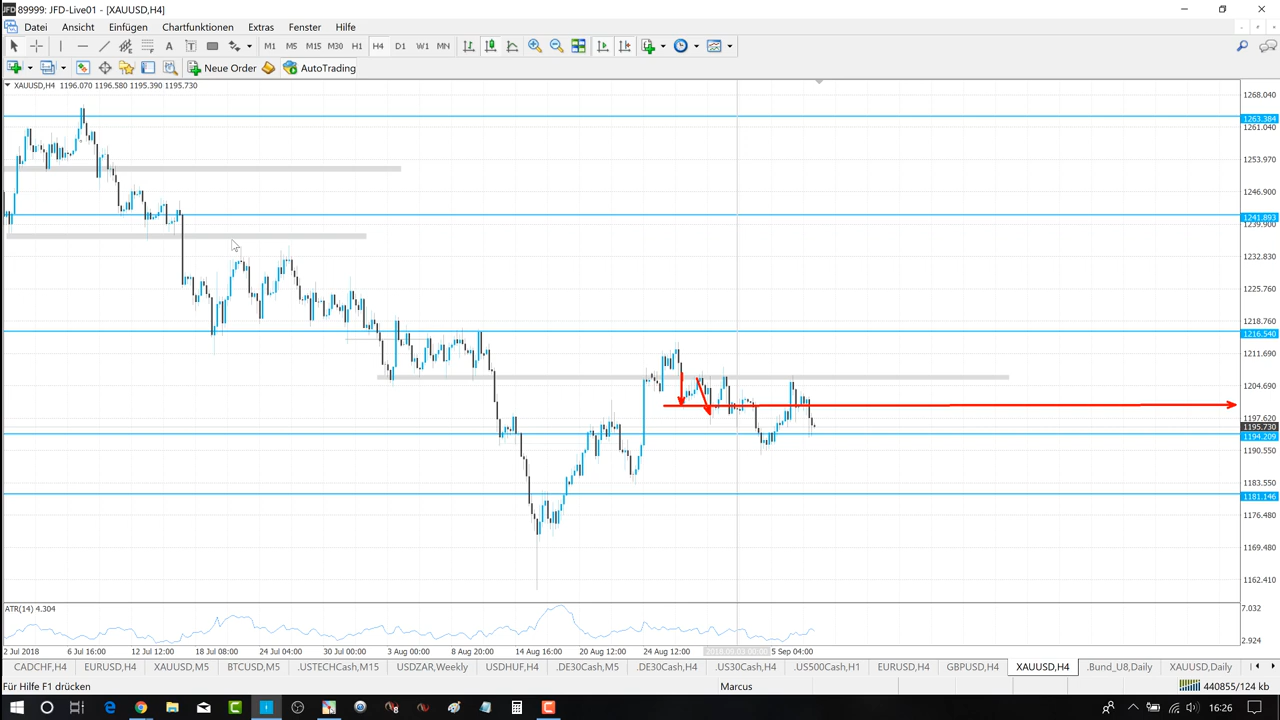 89999: JFD-Live01 - [XAUUSD,H4]
Datei Ansicht Einfügen Chartfunktionen Extras Fenster Hilfe
A T M1 M5 M15 M30 H1 H4 D1 W1 MN
Neue Order AutoTrading
XAUUSD,H4 1196.070 1196.580 1195.390 1195.730
1268.040
1263.384
1261.040
1253.970
1246.900
1241.893
1239.900
1232.830
1225.760
1218.760
1216.540
1211.690
1204.690
1197.620
1195.730
1194.209
1190.550
1183.550
1181.146
1176.480
1169.480
1162.410
ATR(14) 4.304
7.032
2.924
2 Jul 2018 6 Jul 16:00 12 Jul 12:00 18 Jul 08:00 24 Jul 04:00 30 Jul 00:00 3 Aug 00:00 8 Aug 20:00 14 Aug 16:00 20 Aug 12:00 24 Aug 12:00 2018.09.03 00:00 5 Sep 04:00
CADCHF,H4 EURUSD,H4 XAUUSD,M5 BTCUSD,M5 .USTECHCash,M15 USDZAR,Weekly USDHUF,H4 .DE30Cash,M5 .DE30Cash,H4 .US30Cash,H4 .US500Cash,H1 EURUSD,H4 GBPUSD,H4 XAUUSD,H4 .Bund_U8,Daily XAUUSD,Daily
Für Hilfe F1 drücken Marcus 440855/124 kb
16:26